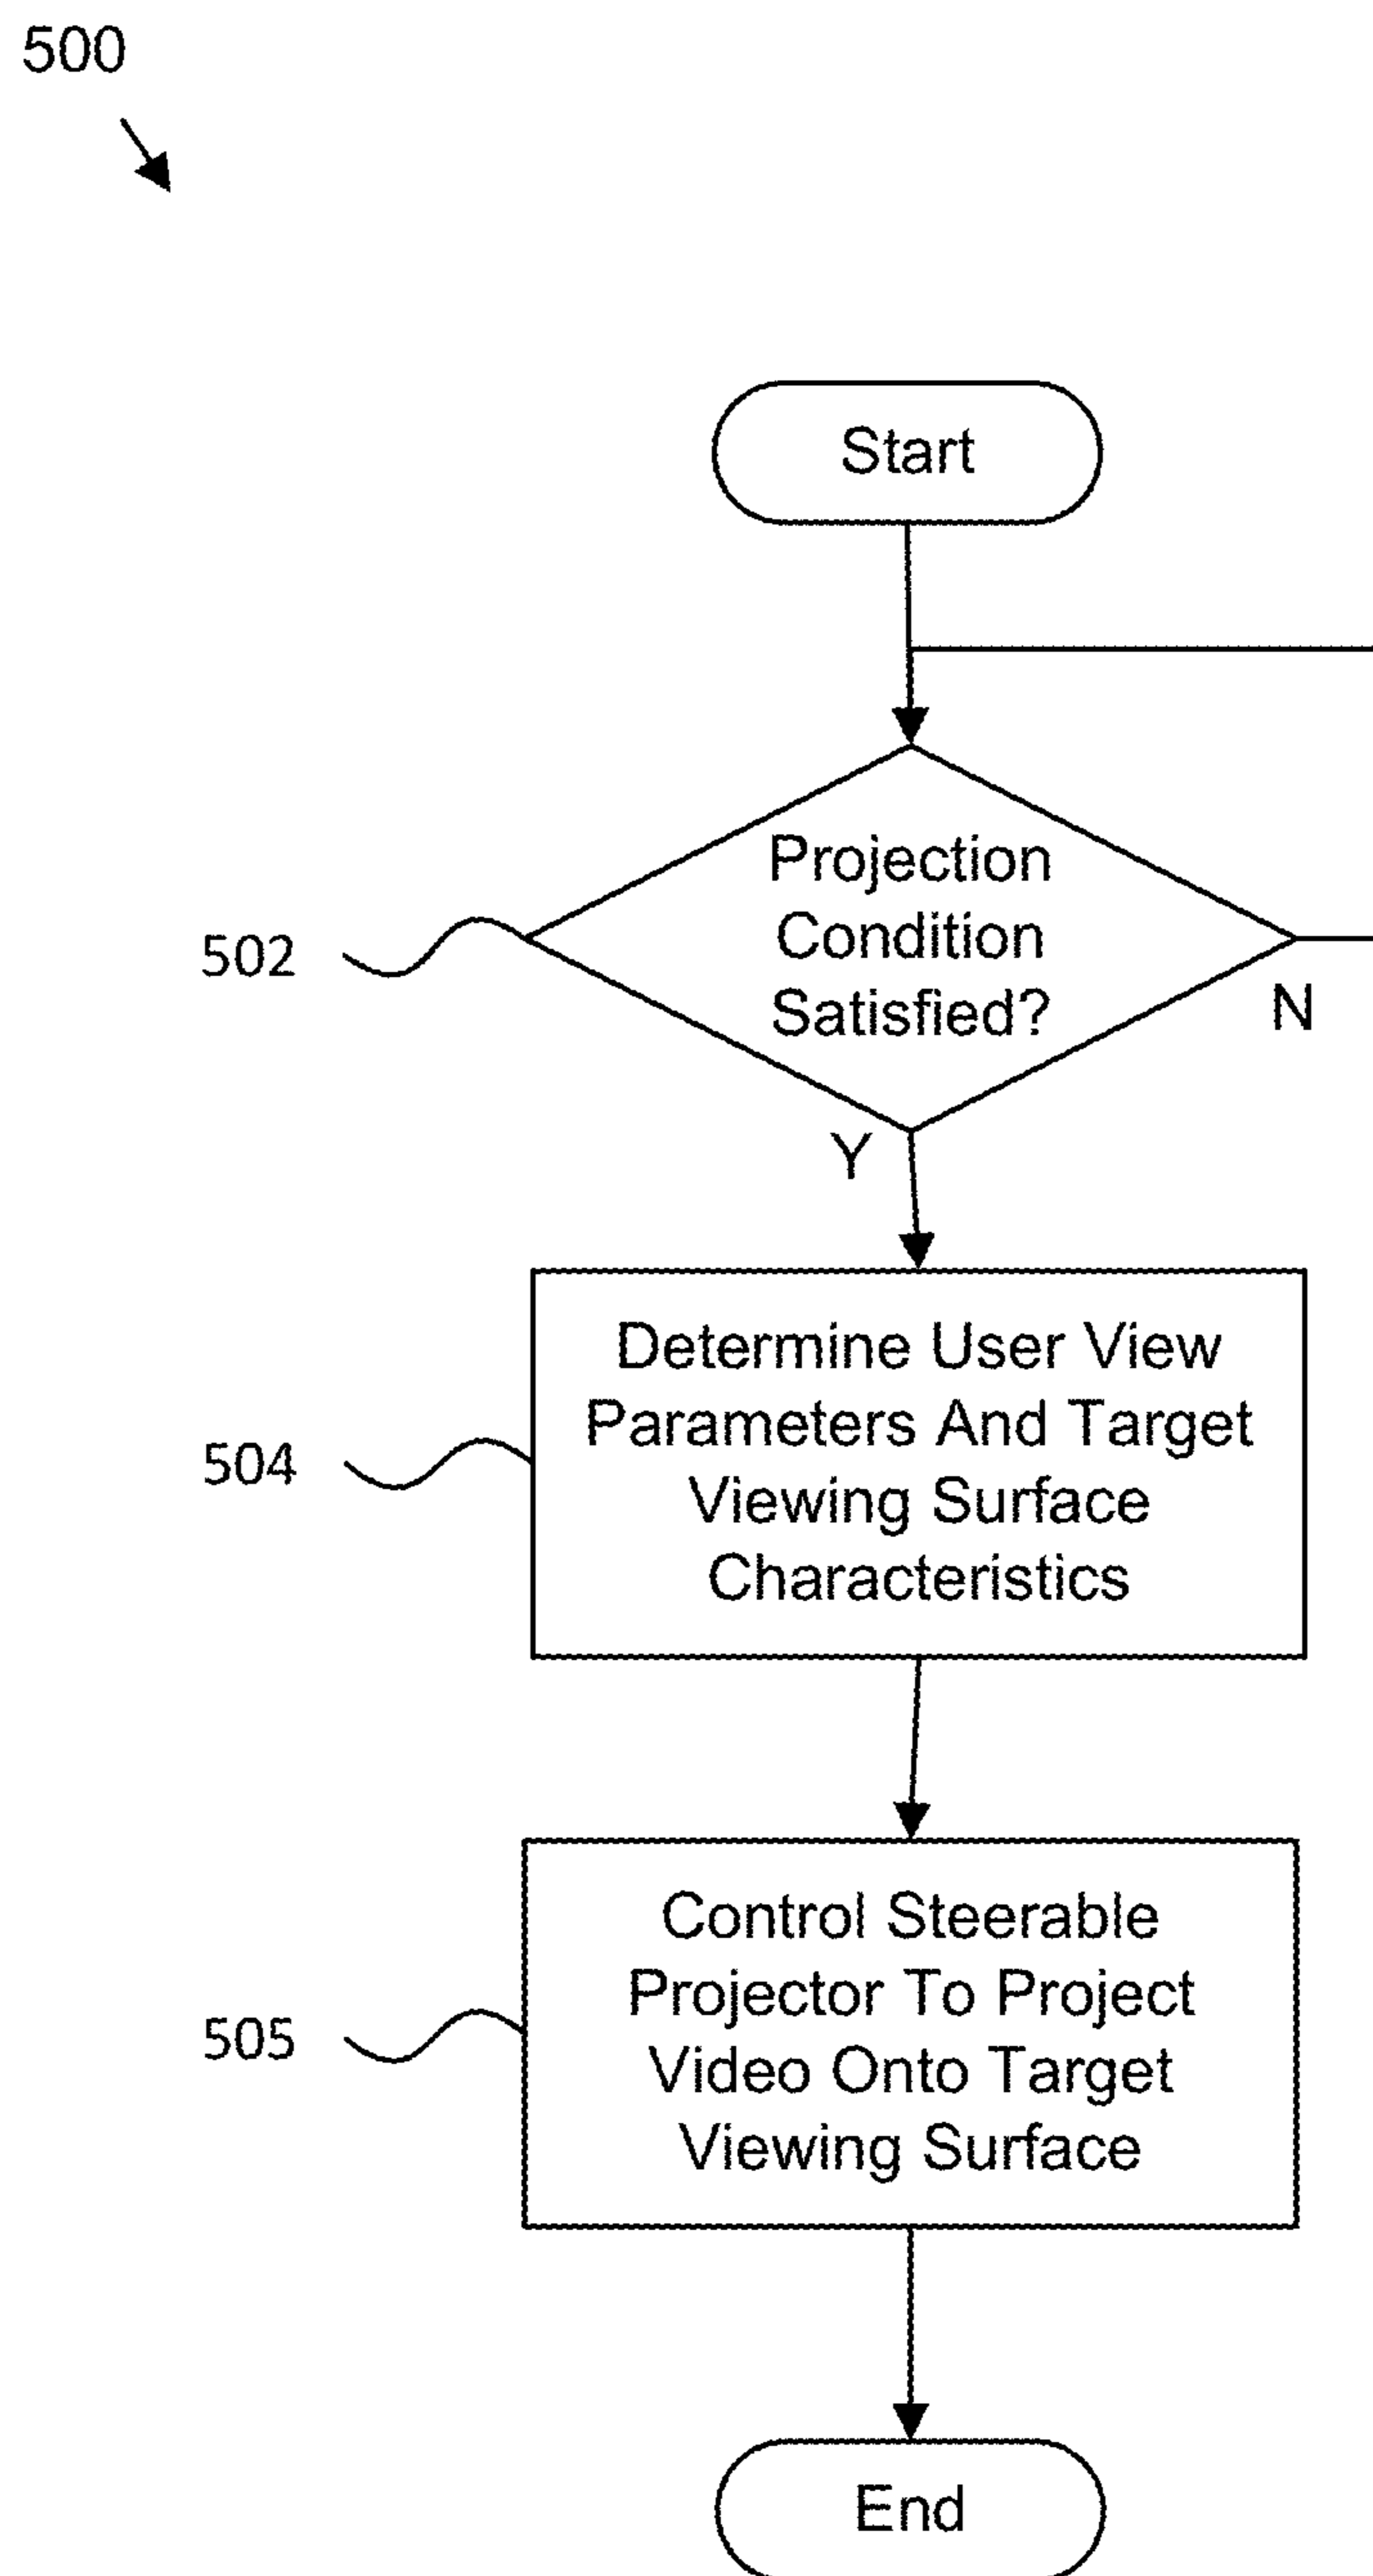 500
Start
Projection
Condition
Satisfied?
502
N
Y
Determine User View
Parameters And Target
Viewing Surface
Characteristics
504
Control Steerable
Projector To Project
Video Onto Target
Viewing Surface
505
End